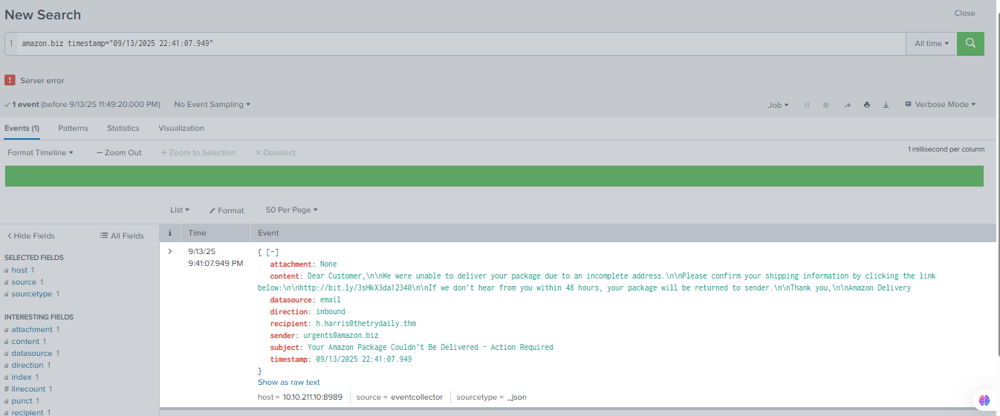 New Search
Close
1 amazon.biz timestamp="09/13/2025 22:41:07.949"
All time
! Server error
1 event (before 9/13/25 11:49:20.000 PM)
No Event Sampling
Job
Verbose Mode
Events (1)
Patterns
Statistics
Visualization
Format Timeline
— Zoom Out
+ Zoom to Selection
× Deselect
1 millisecond per column
List
Format
50 Per Page
< Hide Fields
All Fields
i
Time
Event
SELECTED FIELDS
a host 1
a source 1
a sourcetype 1
INTERESTING FIELDS
a attachment 1
a content 1
a datasource 1
a direction 1
a index 1
# linecount 1
a punct 1
a recipient 1
>
9/13/25
9:41:07.949 PM
{ [-]
attachment: None
content: Dear Customer,\n\nWe were unable to deliver your package due to an incomplete address.\n\nPlease confirm your shipping information by clicking the link
below:\n\nhttp://bit.ly/3sHkX3da12340\n\nIf we don't hear from you within 48 hours, your package will be returned to sender.\n\nThank you,\n\nAmazon Delivery
datasource: email
direction: inbound
recipient: h.harris@thetrydaily.thm
sender: urgents@amazon.biz
subject: Your Amazon Package Couldn't Be Delivered – Action Required
timestamp: 09/13/2025 22:41:07.949
}
Show as raw text
host = 10.10.211.10:8989
source = eventcollector
sourcetype = _json